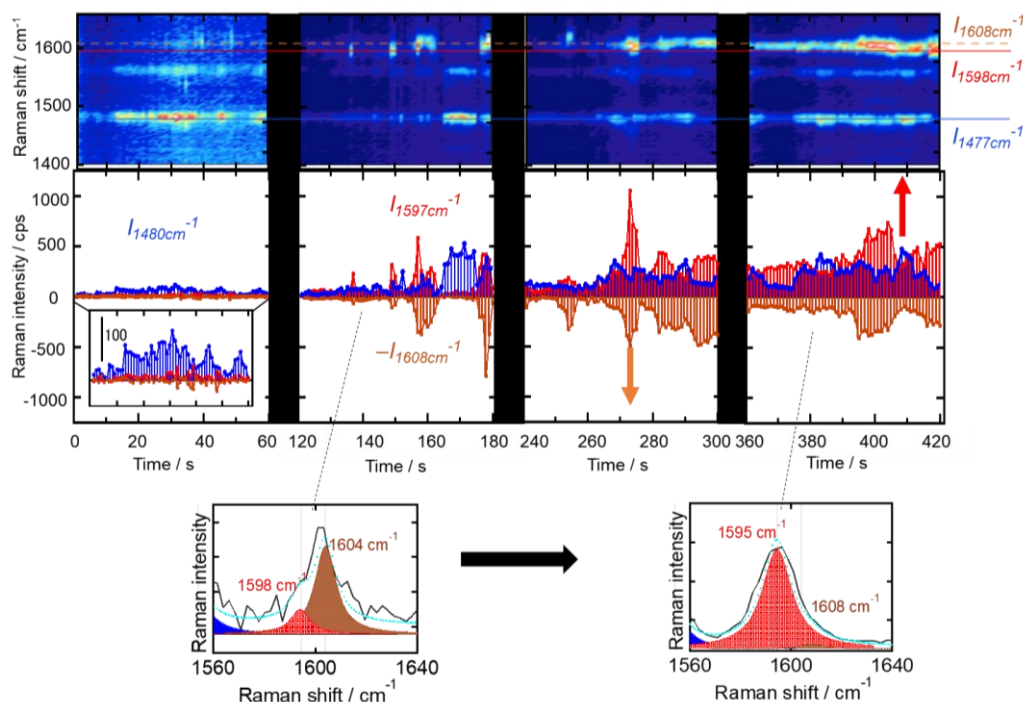 Raman shift / cm⁻¹
1600
1500
1400
I₁₆₀₈cm⁻¹
I₁₅₉₈cm⁻¹
I₁₄₇₇cm⁻¹
Raman intensity / cps
1000
500
0
-500
-1000
I₁₄₈₀cm⁻¹
100
I₁₅₉₇cm⁻¹
—I₁₆₀₈cm⁻¹
0 20 40 60
120 140 160 180
240 260 280 300
360 380 400 420
Time / s
Time / s
Time / s
Time / s
Raman intensity
1598 cm⁻¹
1604 cm⁻¹
1560 1600 1640
Raman shift / cm⁻¹
Raman intensity
1595 cm⁻¹
1608 cm⁻¹
1560 1600 1640
Raman shift / cm⁻¹